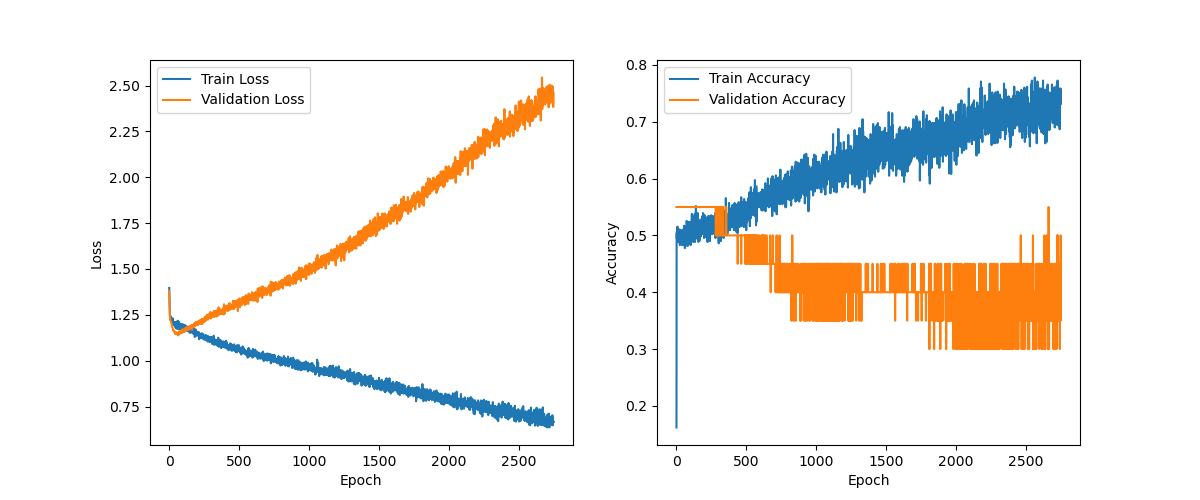 Train Loss
Validation Loss
2.50
2.25
2.00
1.75
1.50
1.25
1.00
0.75
Loss
0 500 1000 1500 2000 2500
Epoch
Train Accuracy
Validation Accuracy
0.8
0.7
0.6
0.5
0.4
0.3
0.2
Accuracy
0 500 1000 1500 2000 2500
Epoch